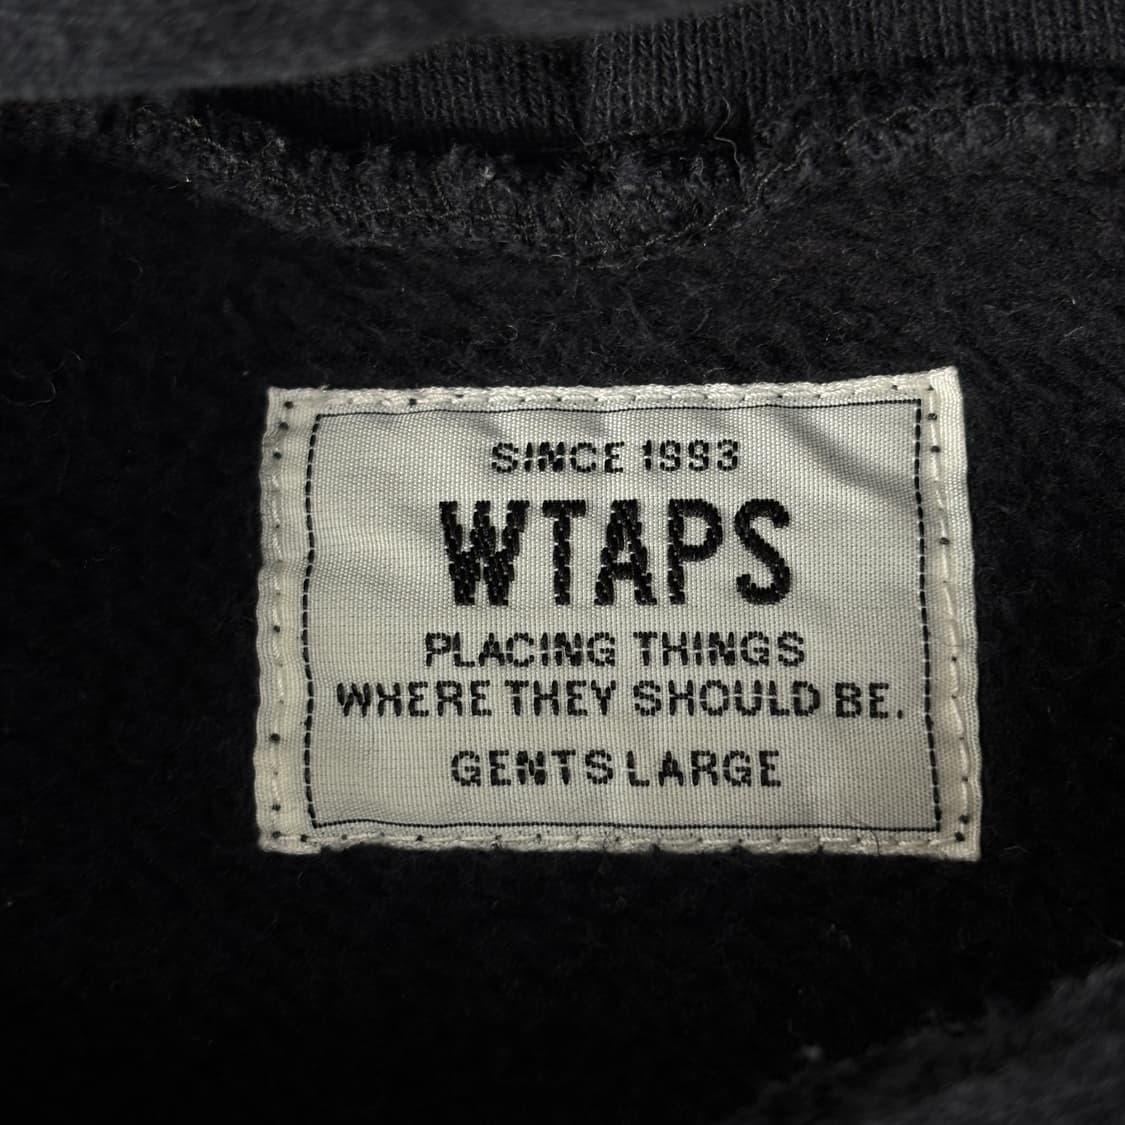 SINCE 1993
WTAPS
PLACING THINGS
WHERE THEY SHOULD BE.
GENTS LARGE